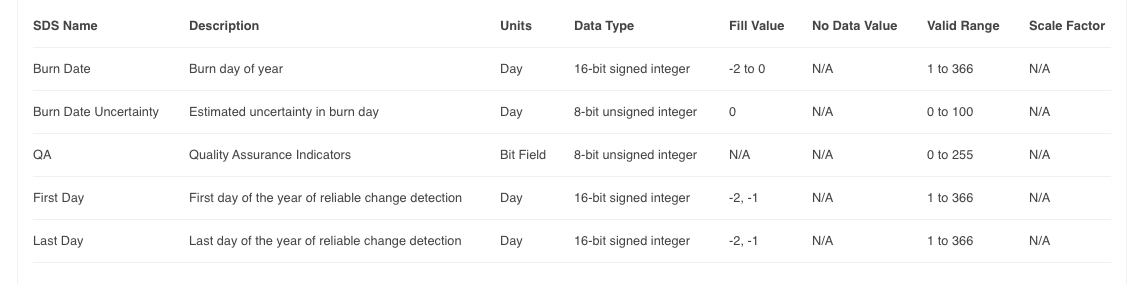 SDS Name Description Units Data Type Fill Value No Data Value Valid Range Scale Factor
Burn Date Burn day of year Day 16-bit signed integer -2 to 0 N/A 1 to 366 N/A
Burn Date Uncertainty Estimated uncertainty in burn day Day 8-bit unsigned integer 0 N/A 0 to 100 N/A
QA Quality Assurance Indicators Bit Field 8-bit unsigned integer N/A N/A 0 to 255 N/A
First Day First day of the year of reliable change detection Day 16-bit signed integer -2, -1 N/A 1 to 366 N/A
Last Day Last day of the year of reliable change detection Day 16-bit signed integer -2, -1 N/A 1 to 366 N/A